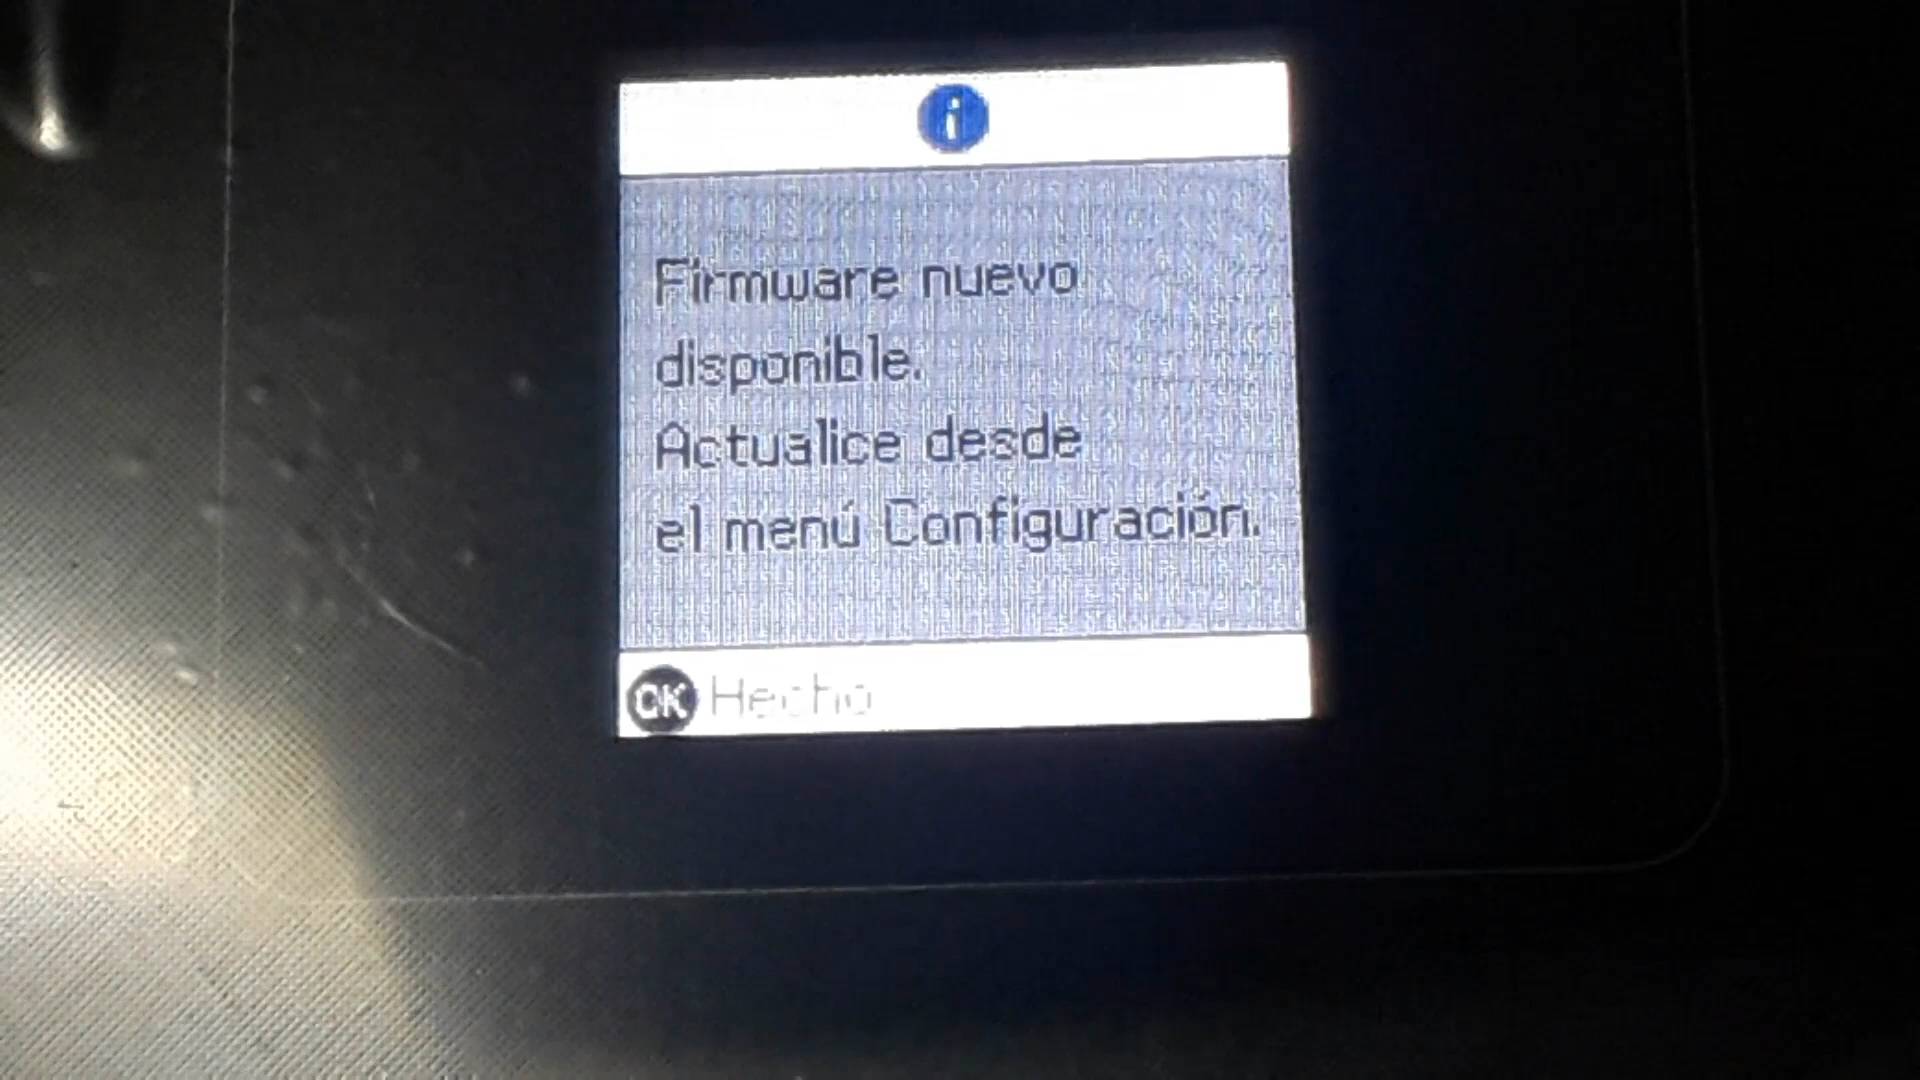 i
Firmware nuevo
disponible.
Actualice desde
el menú Configuración.
OK Hecho